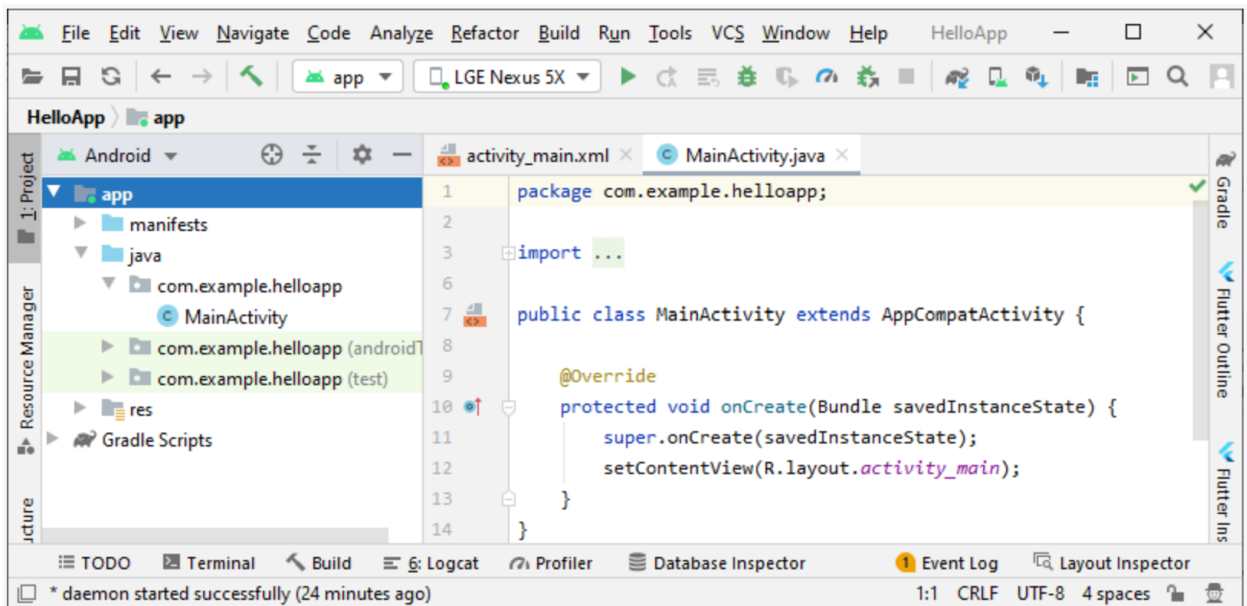 File Edit View Navigate Code Analyze Refactor Build Run Tools VCS Window Help HelloApp
app LGE Nexus 5X
HelloApp app
1: Project
Resource Manager
ucture
Android
app
manifests
java
com.example.helloapp
MainActivity
com.example.helloapp (androidT
com.example.helloapp (test)
res
Gradle Scripts
activity_main.xml MainActivity.java
1 package com.example.helloapp;
2
3 import ...
6
7 public class MainActivity extends AppCompatActivity {
8
9 @Override
10 protected void onCreate(Bundle savedInstanceState) {
11 super.onCreate(savedInstanceState);
12 setContentView(R.layout.activity_main);
13 }
14 }
Gradle
Flutter Outline
Flutter Ins
TODO Terminal Build 6: Logcat Profiler Database Inspector 1 Event Log Layout Inspector
* daemon started successfully (24 minutes ago) 1:1 CRLF UTF-8 4 spaces